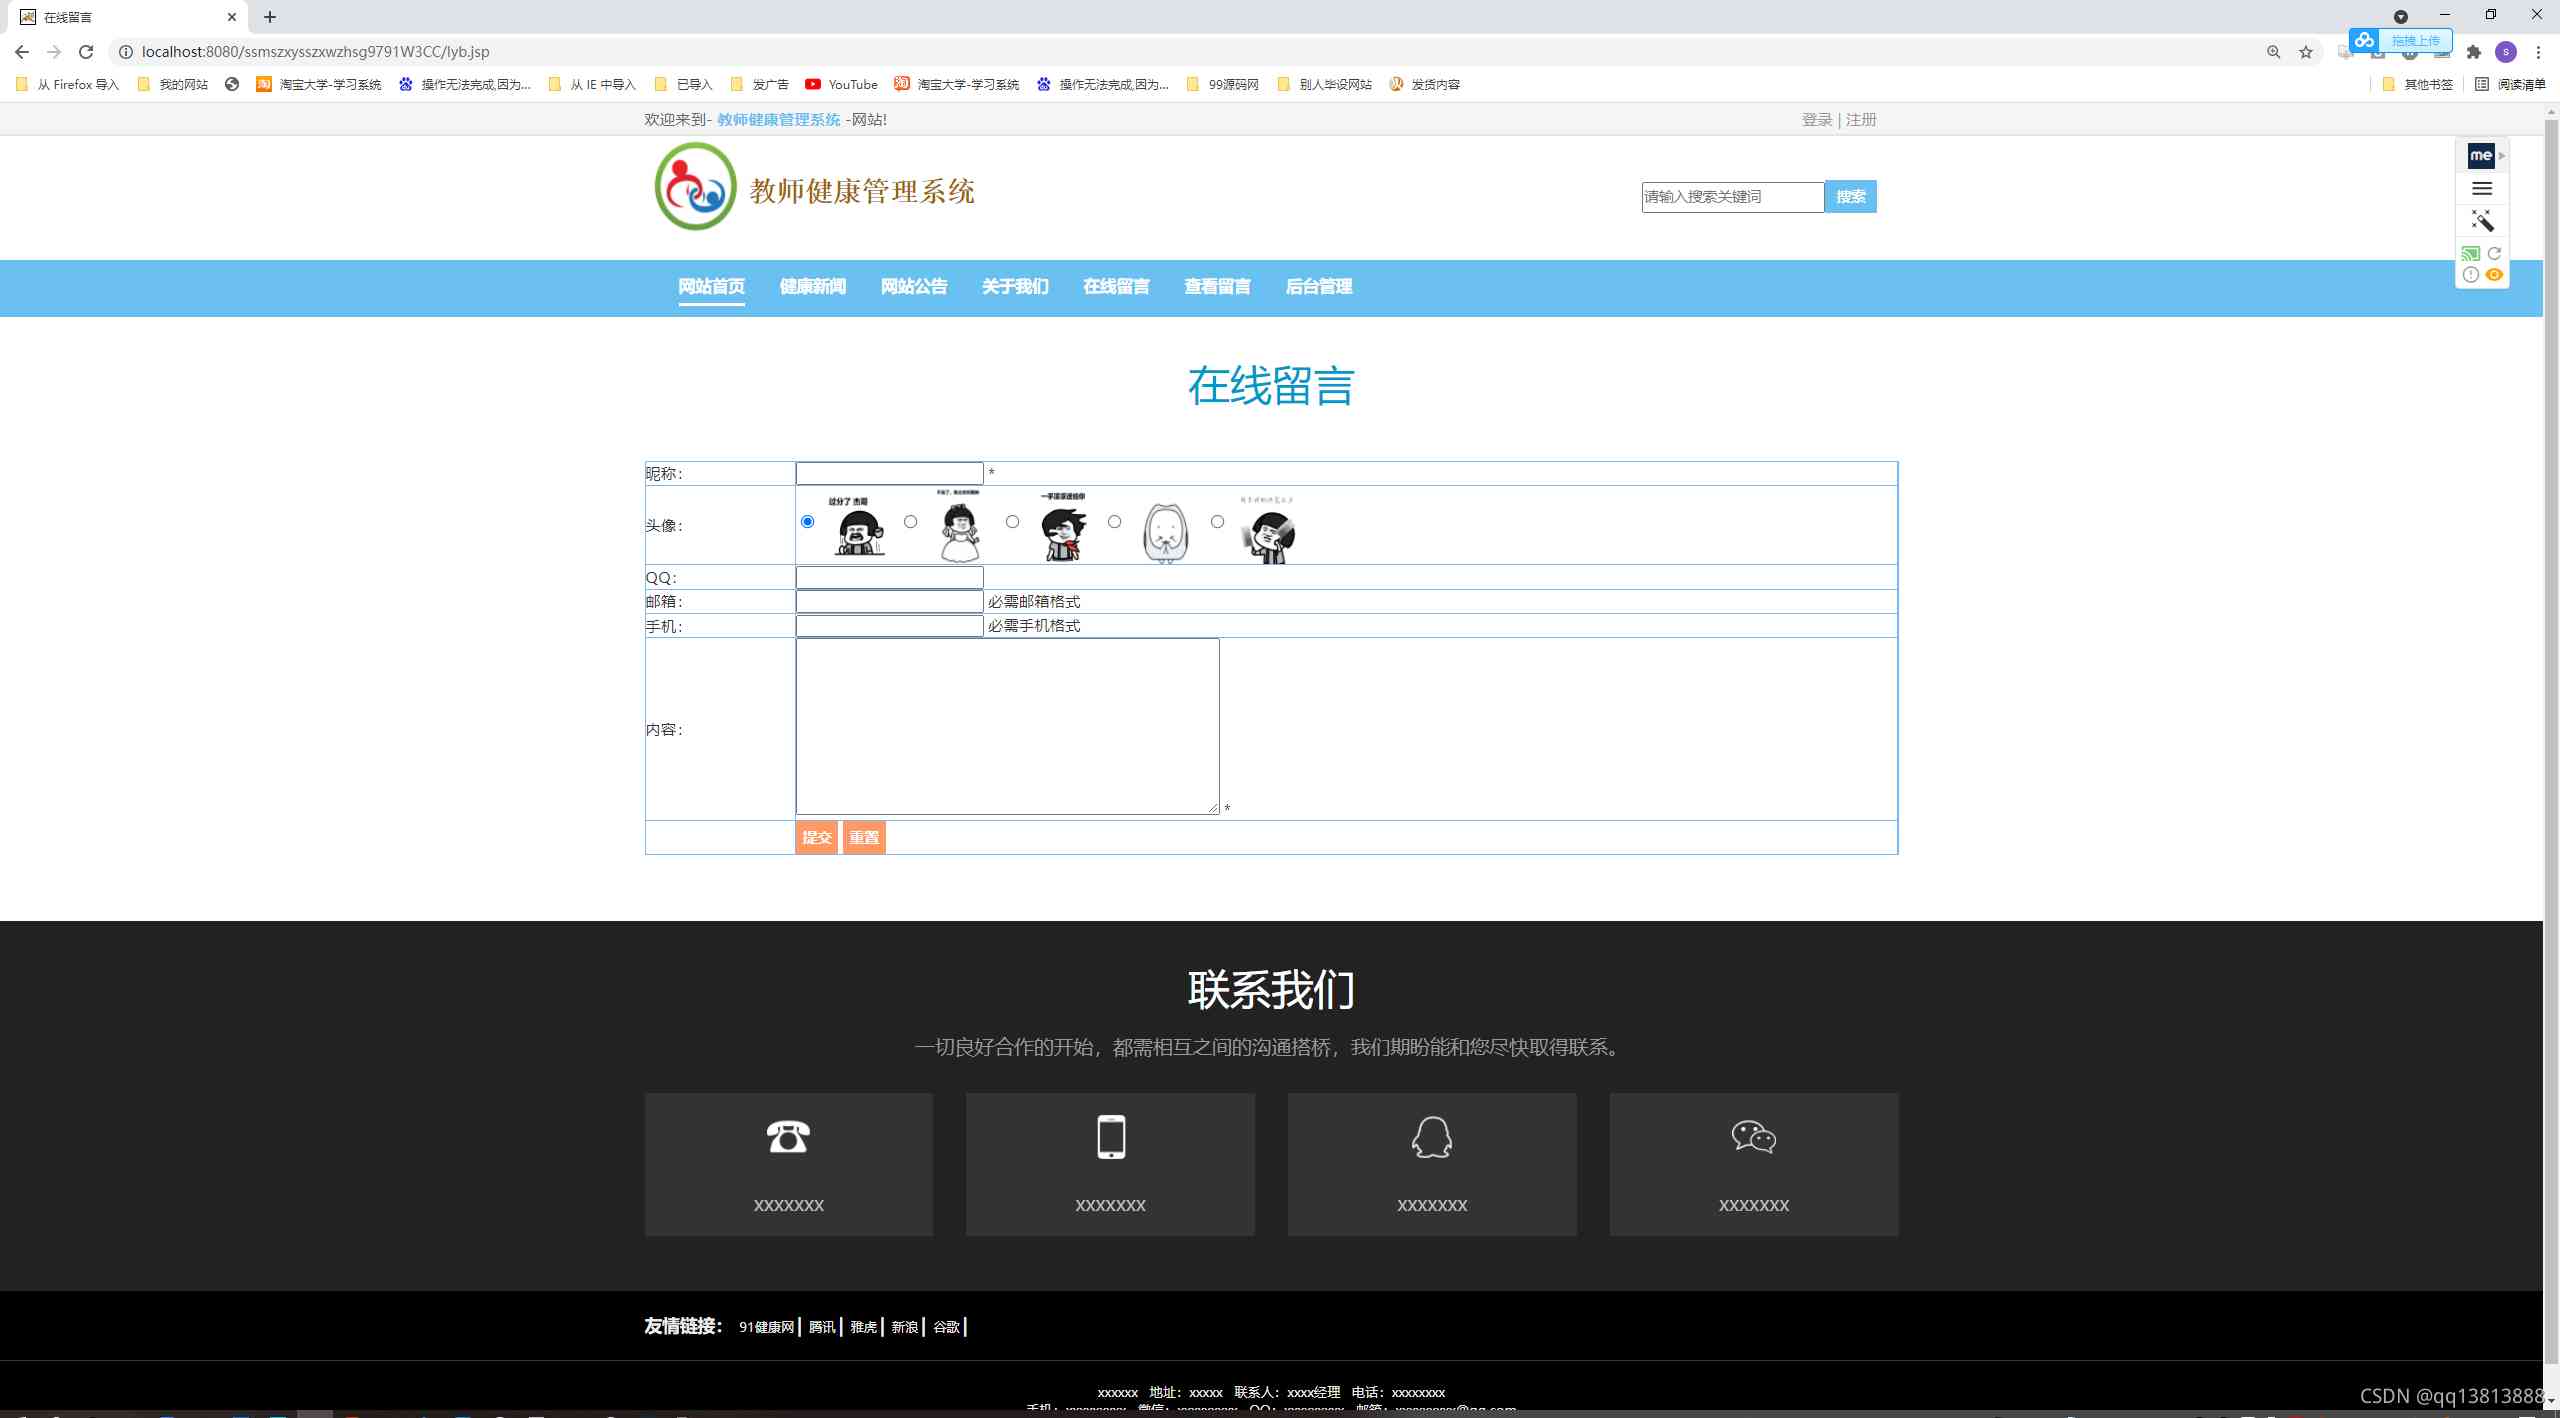 在线留言
localhost:8080/ssmszxysszxwzhsg9791W3CC/lyb.jsp
拖拽上传
从 Firefox 导入 我的网站 淘宝大学-学习系统 操作无法完成,因为... 从 IE 中导入 已导入 发广告 YouTube 淘宝大学-学习系统 操作无法完成,因为... 99源码网 别人毕设网站 发货内容 其他书签 阅读清单
欢迎来到- 教师健康管理系统 -网站! 登录 | 注册
me
教师健康管理系统
请输入搜索关键词 搜索
网站首页 健康新闻 网站公告 关于我们 在线留言 查看留言 后台管理
在线留言
昵称： *
头像： 过分了 杰哥
QQ：
邮箱： 必需邮箱格式
手机： 必需手机格式
内容： *
提交 重置
联系我们
一切良好合作的开始，都需相互之间的沟通搭桥，我们期盼能和您尽快取得联系。
XXXXXXX XXXXXXX XXXXXXX XXXXXXX
友情链接： 91健康网 | 腾讯 | 雅虎 | 新浪 | 谷歌 |
xxxxxx 地址：xxxxx 联系人：xxxx经理 电话：xxxxxxxx
CSDN @qq13813888